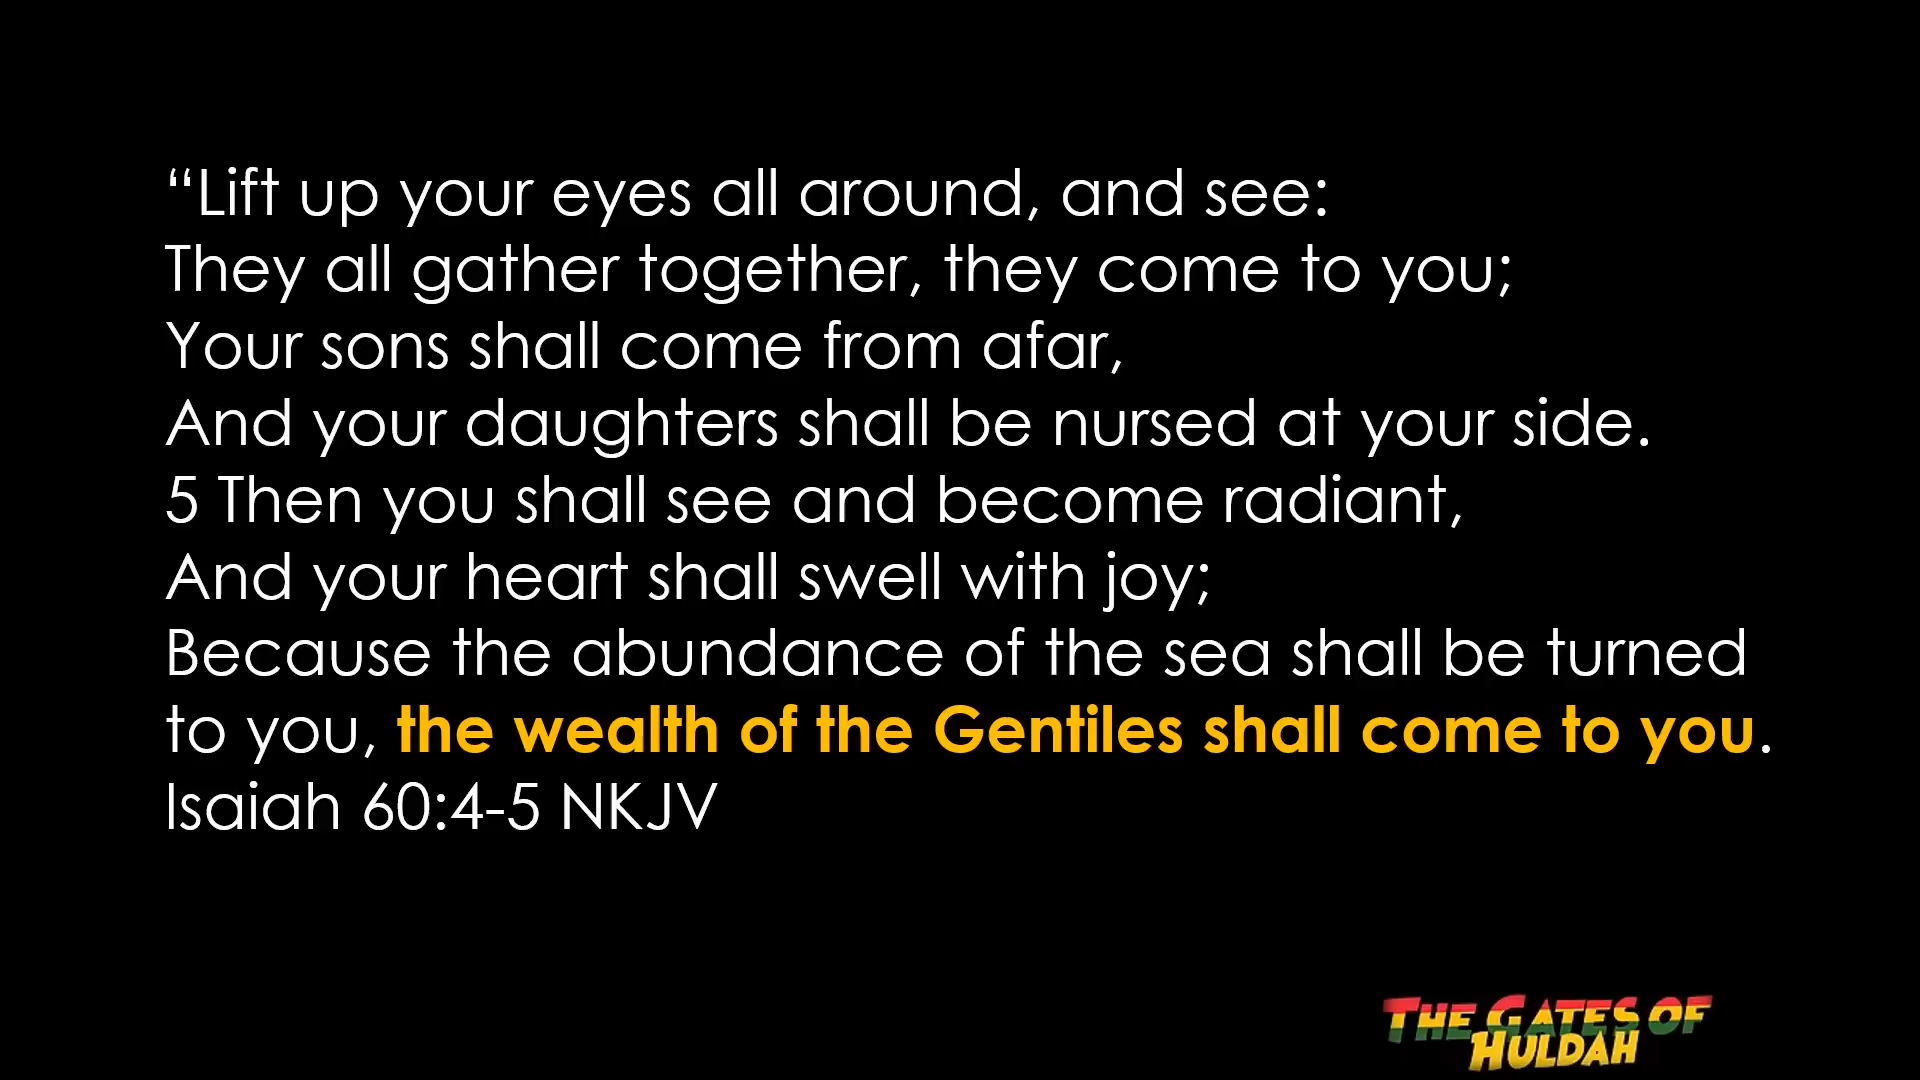 “Lift up your eyes all around, and see:
They all gather together, they come to you;
Your sons shall come from afar,
And your daughters shall be nursed at your side.
5 Then you shall see and become radiant,
And your heart shall swell with joy;
Because the abundance of the sea shall be turned
to you, the wealth of the Gentiles shall come to you.
Isaiah 60:4-5 NKJV
THE GATES OF
HULDAH